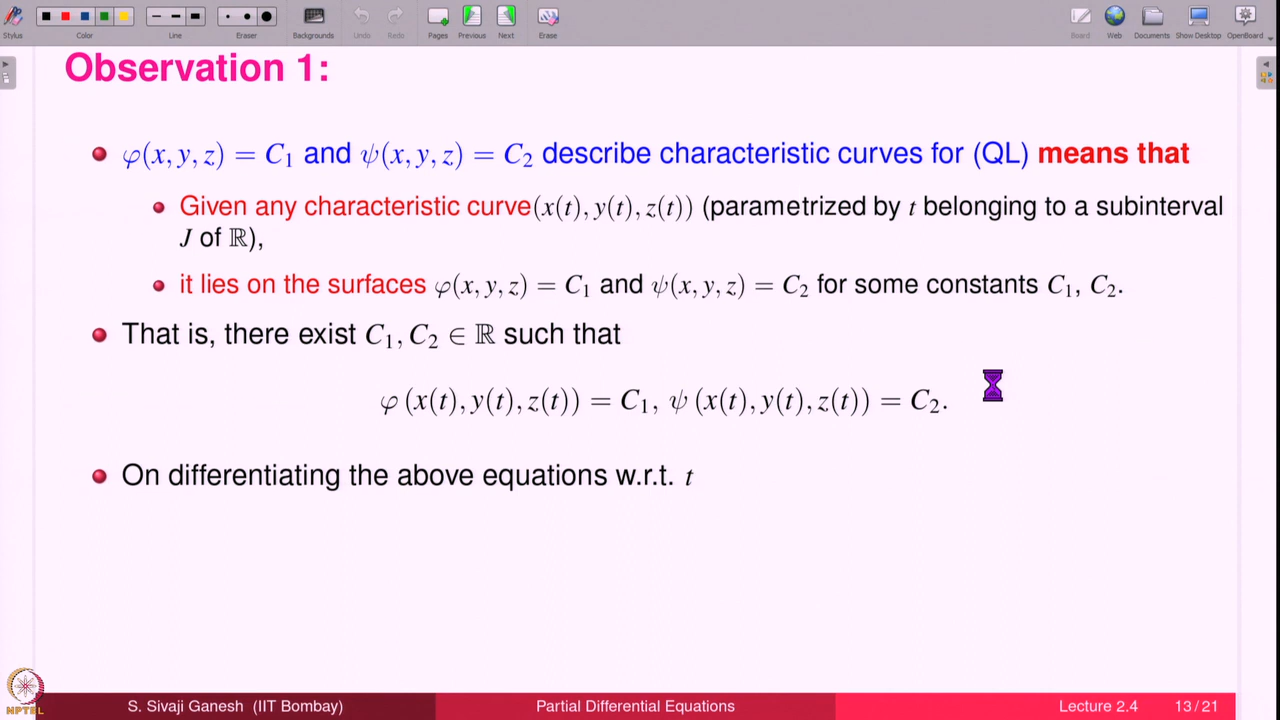 Stylus Color Line Eraser Backgrounds Undo Redo Pages Previous Next Erase Board Web Documents Show Desktop OpenBoard
Observation 1:
φ(x, y, z) = C₁ and ψ(x, y, z) = C₂ describe characteristic curves for (QL) means that
Given any characteristic curve(x(t), y(t), z(t)) (parametrized by t belonging to a subinterval
J of ℝ),
it lies on the surfaces φ(x, y, z) = C₁ and ψ(x, y, z) = C₂ for some constants C₁, C₂.
That is, there exist C₁, C₂ ∈ ℝ such that
φ (x(t), y(t), z(t)) = C₁, ψ (x(t), y(t), z(t)) = C₂.
On differentiating the above equations w.r.t. t
NPTEL
S. Sivaji Ganesh (IIT Bombay) Partial Differential Equations Lecture 2.4 13 / 21